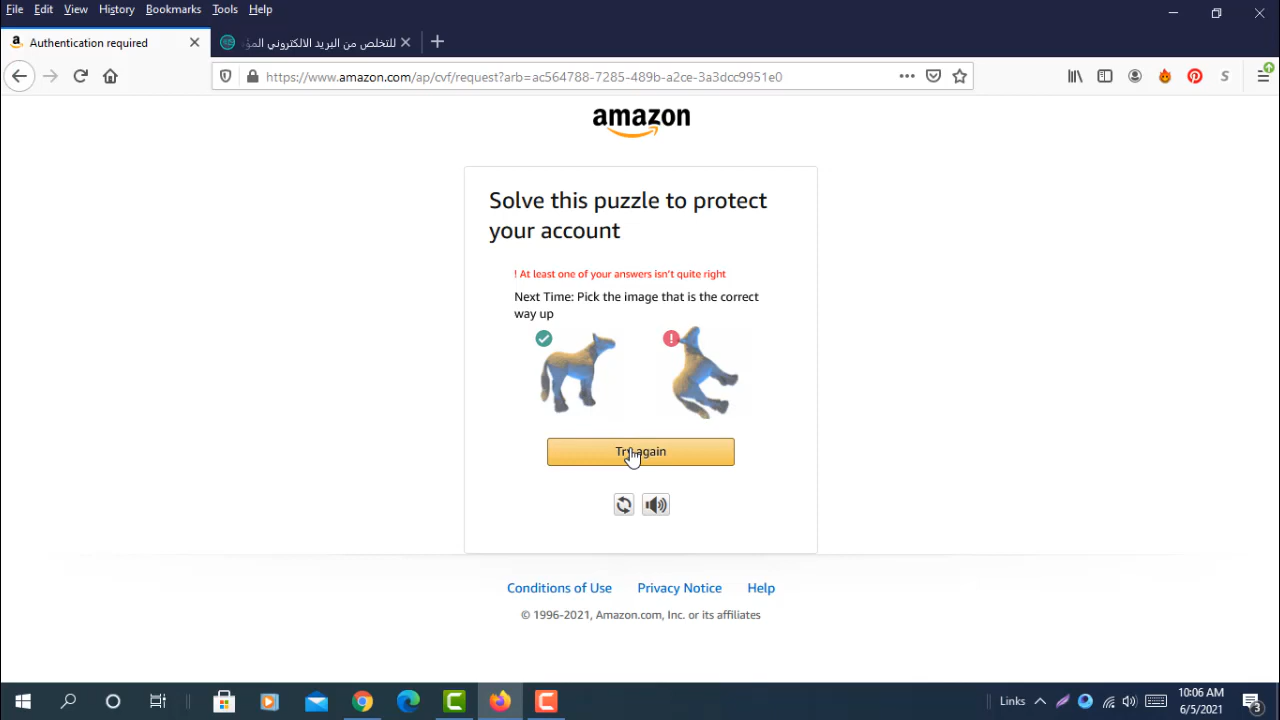 File Edit View History Bookmarks Tools Help
Authentication required
للتخلص من البريد الالكتروني
https://www.amazon.com/ap/cvf/request?arb=ac564788-7285-489b-a2ce-3a3dcc9951e0
amazon
Solve this puzzle to protect
your account
! At least one of your answers isn't quite right
Next Time: Pick the image that is the correct
way up
Try again
Conditions of Use Privacy Notice Help
© 1996-2021, Amazon.com, Inc. or its affiliates
Links
10:06 AM
6/5/2021
3